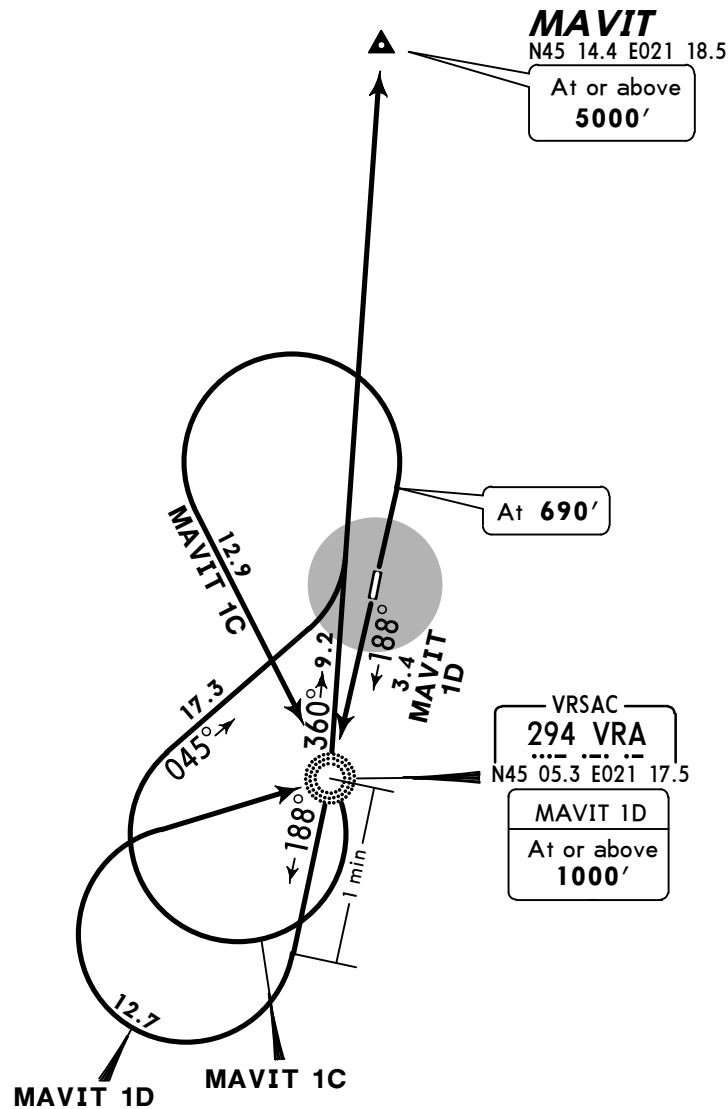 MAVIT
N45 14.4 E021 18.5
At or above
5000′
At 690′
12.9
MAVIT 1C
9.2
360°→
←188°
3.4
MAVIT
1D
17.3
045°→
VRSAC
294 VRA
N45 05.3 E021 17.5
MAVIT 1D
At or above
1000′
←188°
1 min
12.7
MAVIT 1C
MAVIT 1D